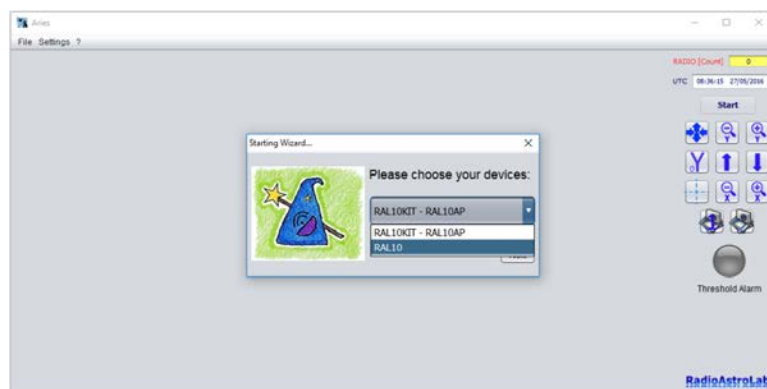 Aries
File Settings ?
RADIO [Count] 0
UTC 08:36:15 27/05/2016
Start
Starting Wizard...
Please choose your devices:
RAL10KIT - RAL10AP
RAL10KIT - RAL10AP
RAL10
Y
Y
Y
X
X
Threshold Alarm
RadioAstroLab